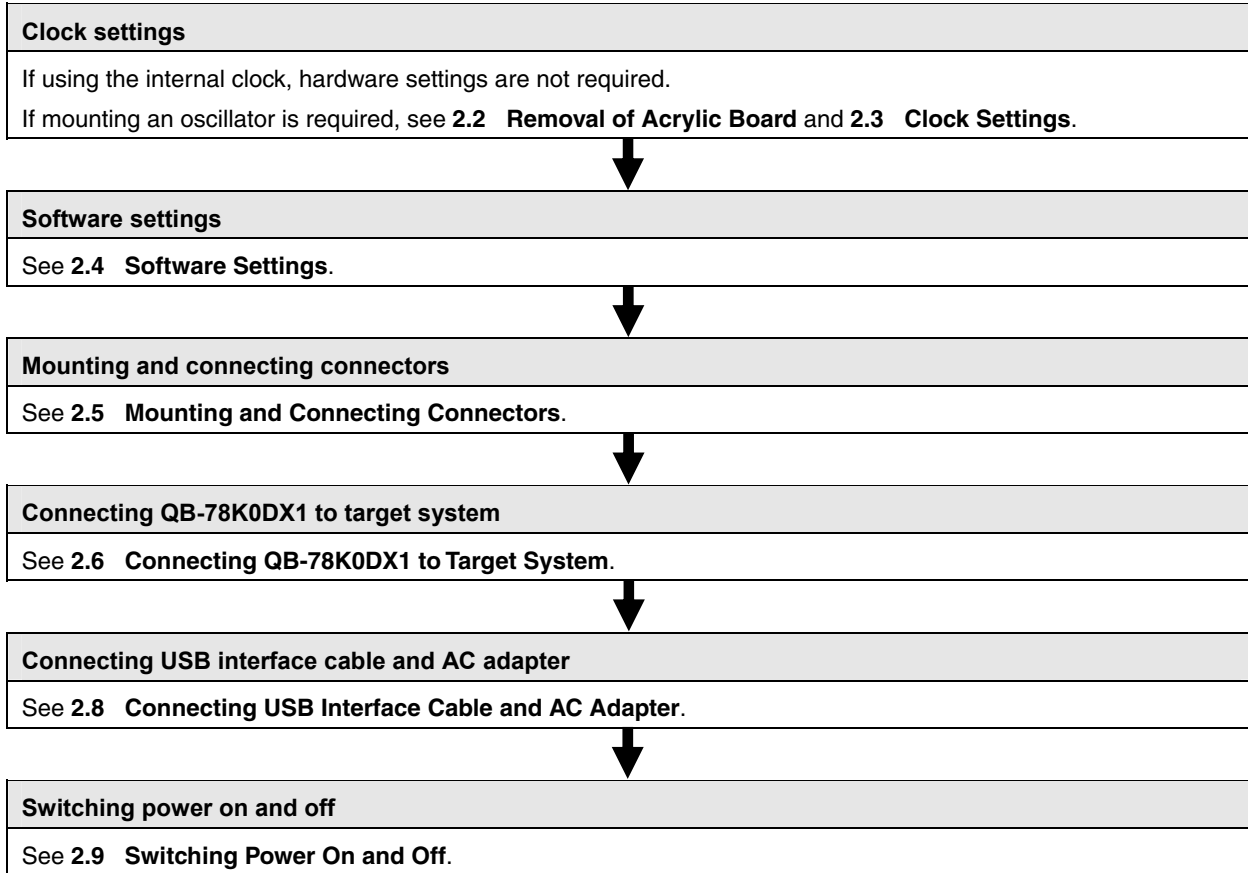 Clock settings
If using the internal clock, hardware settings are not required.
If mounting an oscillator is required, see 2.2 Removal of Acrylic Board and 2.3 Clock Settings.
Software settings
See 2.4 Software Settings.
Mounting and connecting connectors
See 2.5 Mounting and Connecting Connectors.
Connecting QB-78K0DX1 to target system
See 2.6 Connecting QB-78K0DX1 to Target System.
Connecting USB interface cable and AC adapter
See 2.8 Connecting USB Interface Cable and AC Adapter.
Switching power on and off
See 2.9 Switching Power On and Off.